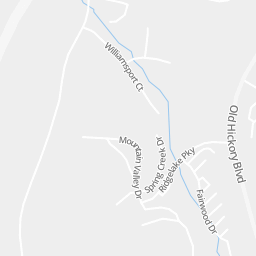 Williamsport Ct
Old Hickory Blvd
Mountain Valley Dr
Spring Creek Dr
Ridgelake Pky
Fairwood Dr